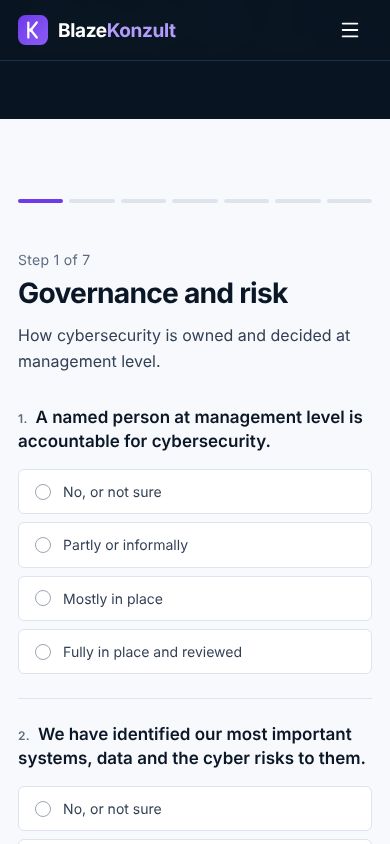 BlazeKonzult
Step 1 of 7
Governance and risk
How cybersecurity is owned and decided at
management level.
1. A named person at management level is
accountable for cybersecurity.
No, or not sure
Partly or informally
Mostly in place
Fully in place and reviewed
2. We have identified our most important
systems, data and the cyber risks to them.
No, or not sure